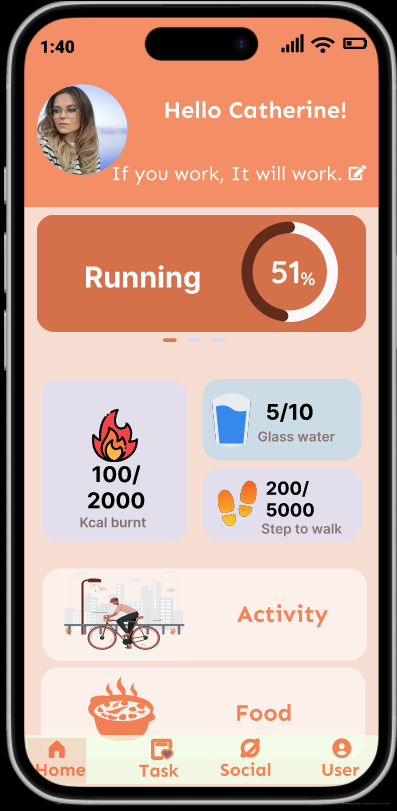 1:40
Hello Catherine!
If you work, It will work.
Running
51%
100/
2000
Kcal burnt
5/10
Glass water
200/
5000
Step to walk
Activity
Food
Home
Task
Social
User